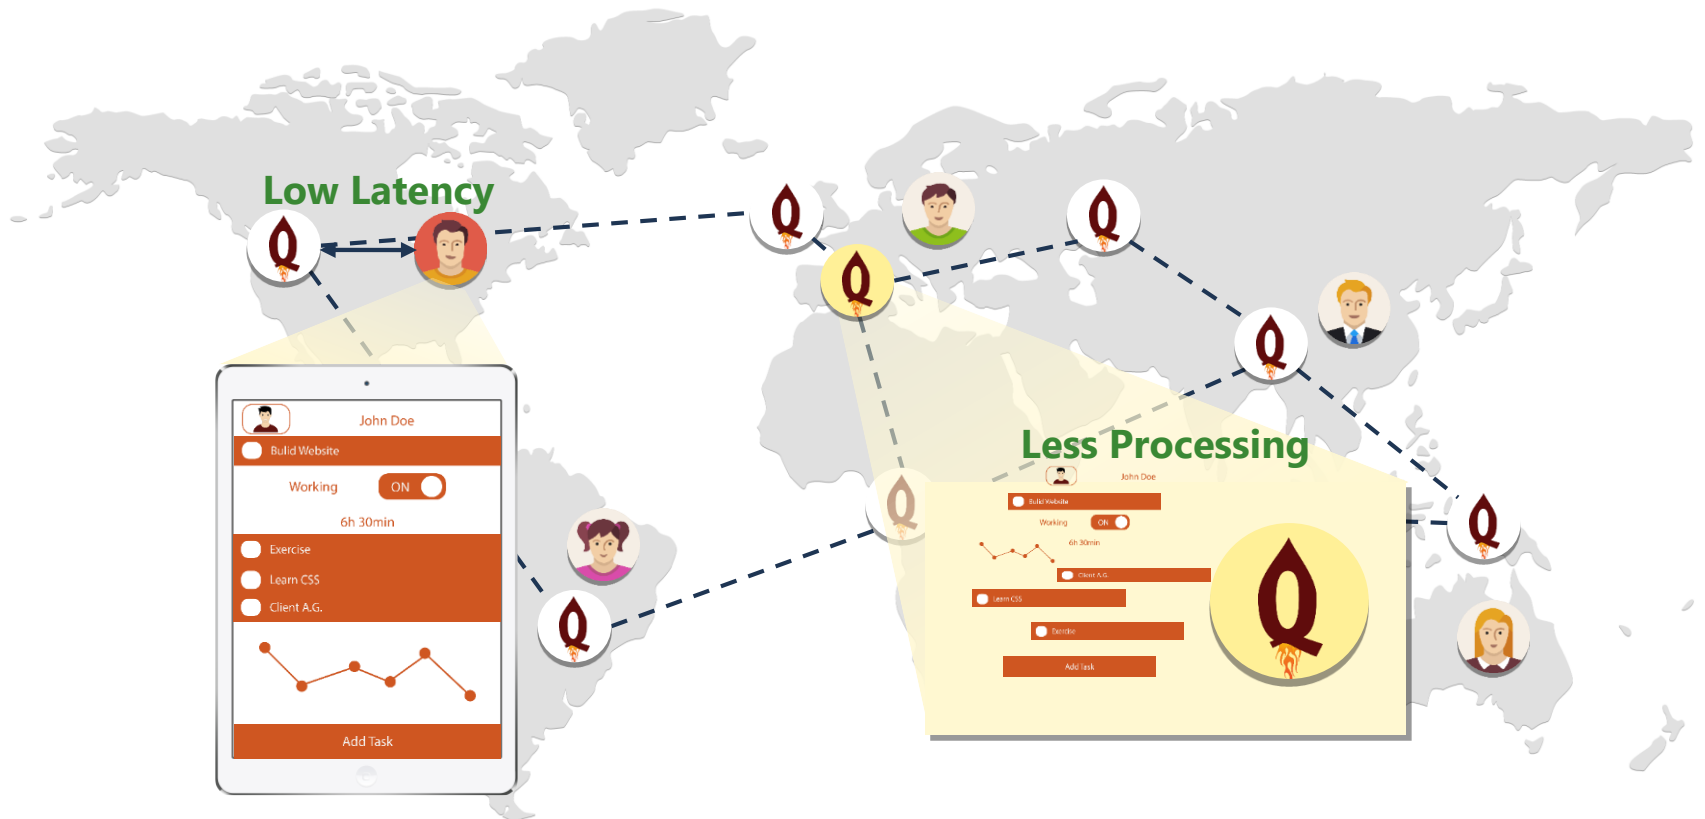 Low Latency
Q
Q
Q
Q
Q
John Doe
Bulid Website
Working ON
6h 30min
Exercise
Learn CSS
Client A.G.
Add Task
Less Processing
John Doe
Bulid Website
Working ON
6h 30min
Client A.G.
Learn CSS
Exercise
Add Task
Q
Q
Q
Q